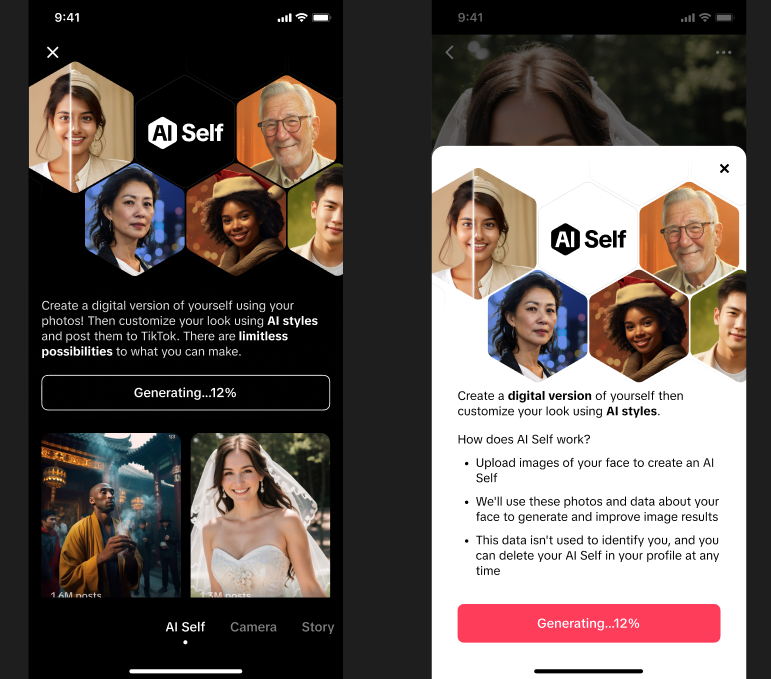 9:41
AI Self
Create a digital version of yourself using your
photos! Then customize your look using AI styles
and post them to TikTok. There are limitless
possibilities to what you can make.
Generating...12%
1.6M posts
1.3M posts
AI Self Camera Story
9:41
AI Self
Create a digital version of yourself then
customize your look using AI styles.
How does AI Self work?
• Upload images of your face to create an AI
Self
• We'll use these photos and data about your
face to generate and improve image results
• This data isn't used to identify you, and you
can delete your AI Self in your profile at any
time
Generating...12%